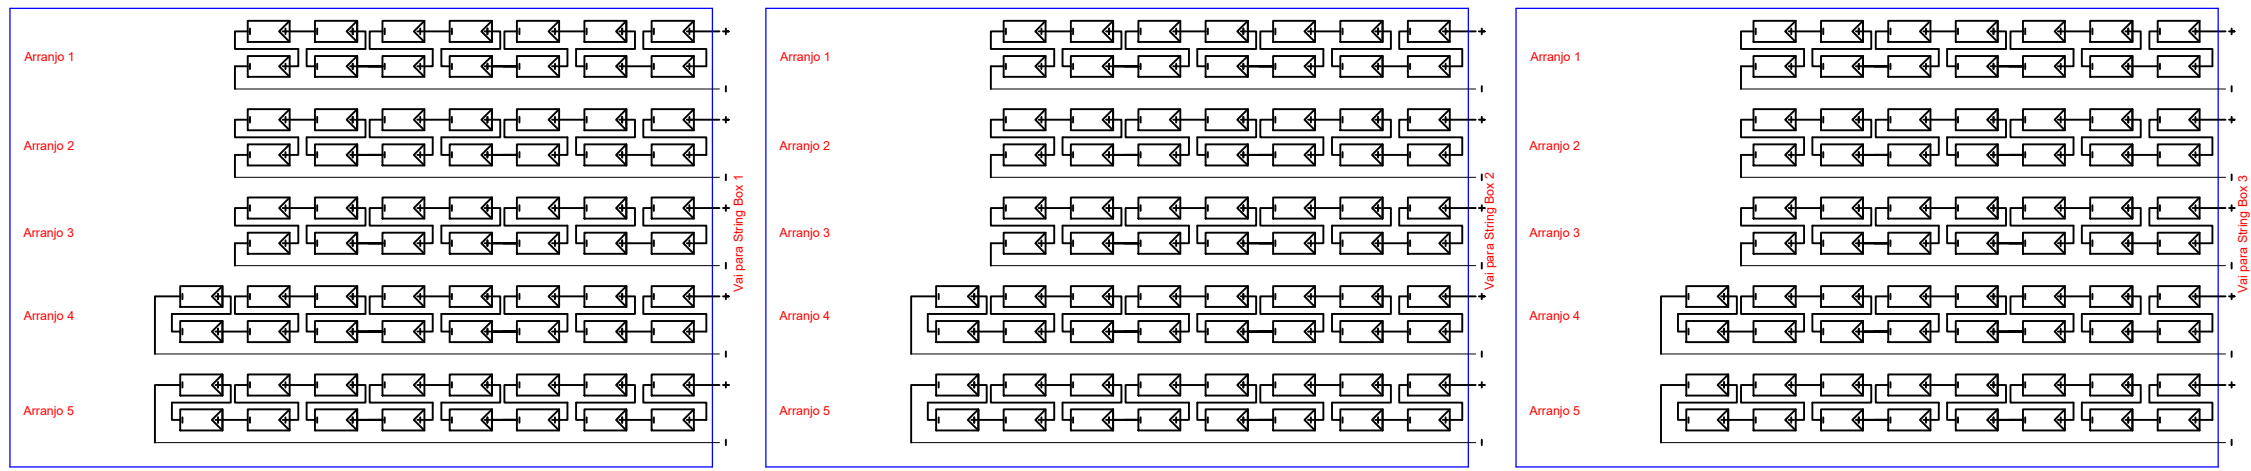 Arranjo 1
Arranjo 2
Arranjo 3
Arranjo 4
Arranjo 5
Vai para String Box 1
Arranjo 1
Arranjo 2
Arranjo 3
Arranjo 4
Arranjo 5
Vai para String Box 2
Arranjo 1
Arranjo 2
Arranjo 3
Arranjo 4
Arranjo 5
Vai para String Box 3